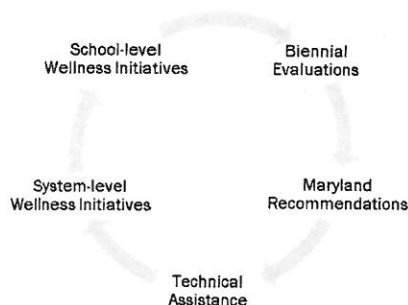 School-level
Wellness Initiatives
Biennial
Evaluations
Maryland
Recommendations
Technical
Assistance
System-level
Wellness Initiatives